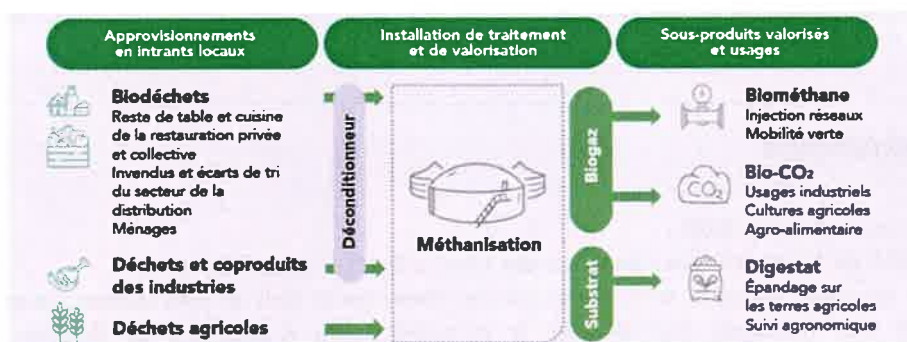 Approvisionnements
en intrants locaux
Installation de traitement
et de valorisation
Sous-produits valorisés
et usages
Biodéchets
Reste de table et cuisine
de la restauration privée
et collective
Invendus et écarts de tri
du secteur de la
distribution
Ménages
Déchets et coproduits
des industries
Déchets agricoles
Déconditionneur
Méthanisation
Biogaz
Substrat
Biométhane
Injection réseaux
Mobilité verte
CO₂
Bio-CO₂
Usages industriels
Cultures agricoles
Agro-alimentaire
Digestat
Épandage sur
les terres agricoles
Suivi agronomique